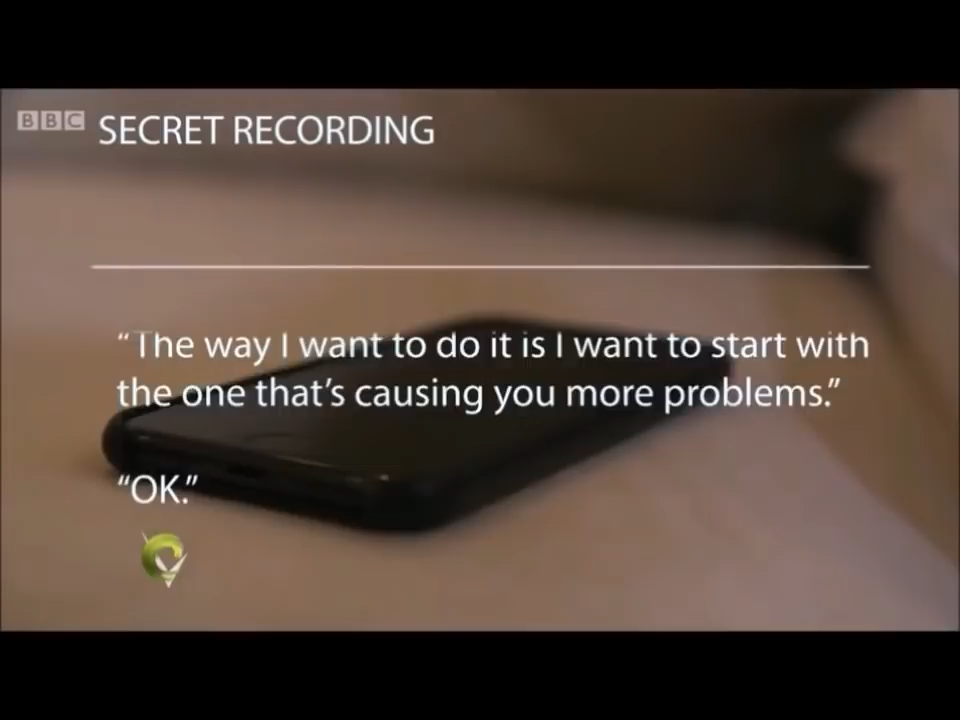 BBC
SECRET RECORDING
“The way I want to do it is I want to start with
the one that’s causing you more problems.”
“OK.”